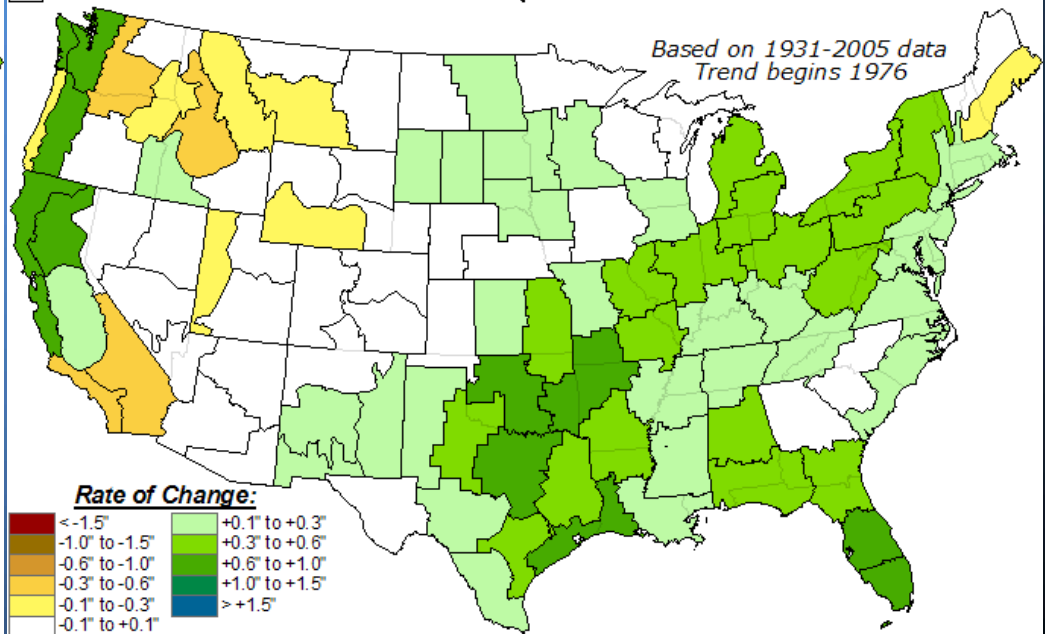 Based on 1931-2005 data
Trend begins 1976
Rate of Change:
< -1.5"
-1.0" to -1.5"
-0.6" to -1.0"
-0.3" to -0.6"
-0.1" to -0.3"
-0.1" to +0.1"
+0.1" to +0.3"
+0.3" to +0.6"
+0.6" to +1.0"
+1.0" to +1.5"
> +1.5"